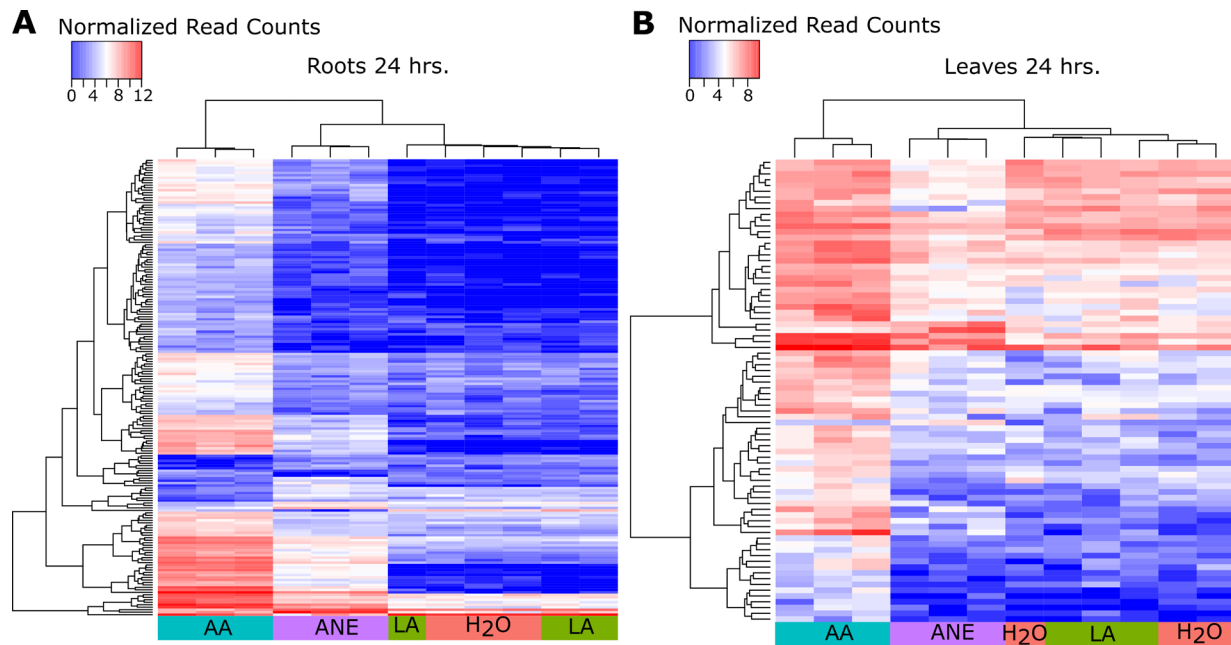 A Normalized Read Counts
0 4 8 12
Roots 24 hrs.
AA ANE LA H2O LA
B Normalized Read Counts
0 4 8
Leaves 24 hrs.
AA ANE H2O LA H2O